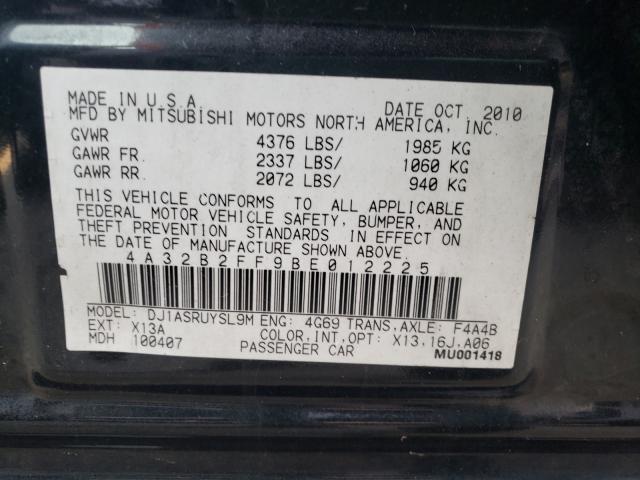 MADE IN U.S.A. DATE OCT 2010
MFD BY MITSUBISHI MOTORS NORTH AMERICA, INC.
GVWR 4376 LBS/ 1985 KG
GAWR FR. 2337 LBS/ 1060 KG
GAWR RR. 2072 LBS/ 940 KG
THIS VEHICLE CONFORMS TO ALL APPLICABLE
FEDERAL MOTOR VEHICLE SAFETY, BUMPER, AND
THEFT PREVENTION STANDARDS IN EFFECT ON
THE DATE OF MANUFACTURE SHOWN ABOVE.
4A32B2FF9BE012225
MODEL: DJ1ASRUYSL9M ENG: 4G69 TRANS,AXLE: F4A4B
EXT: X13A COLOR,INT,OPT: X13,16J,A06
MDH 100407 PASSENGER CAR MU001418